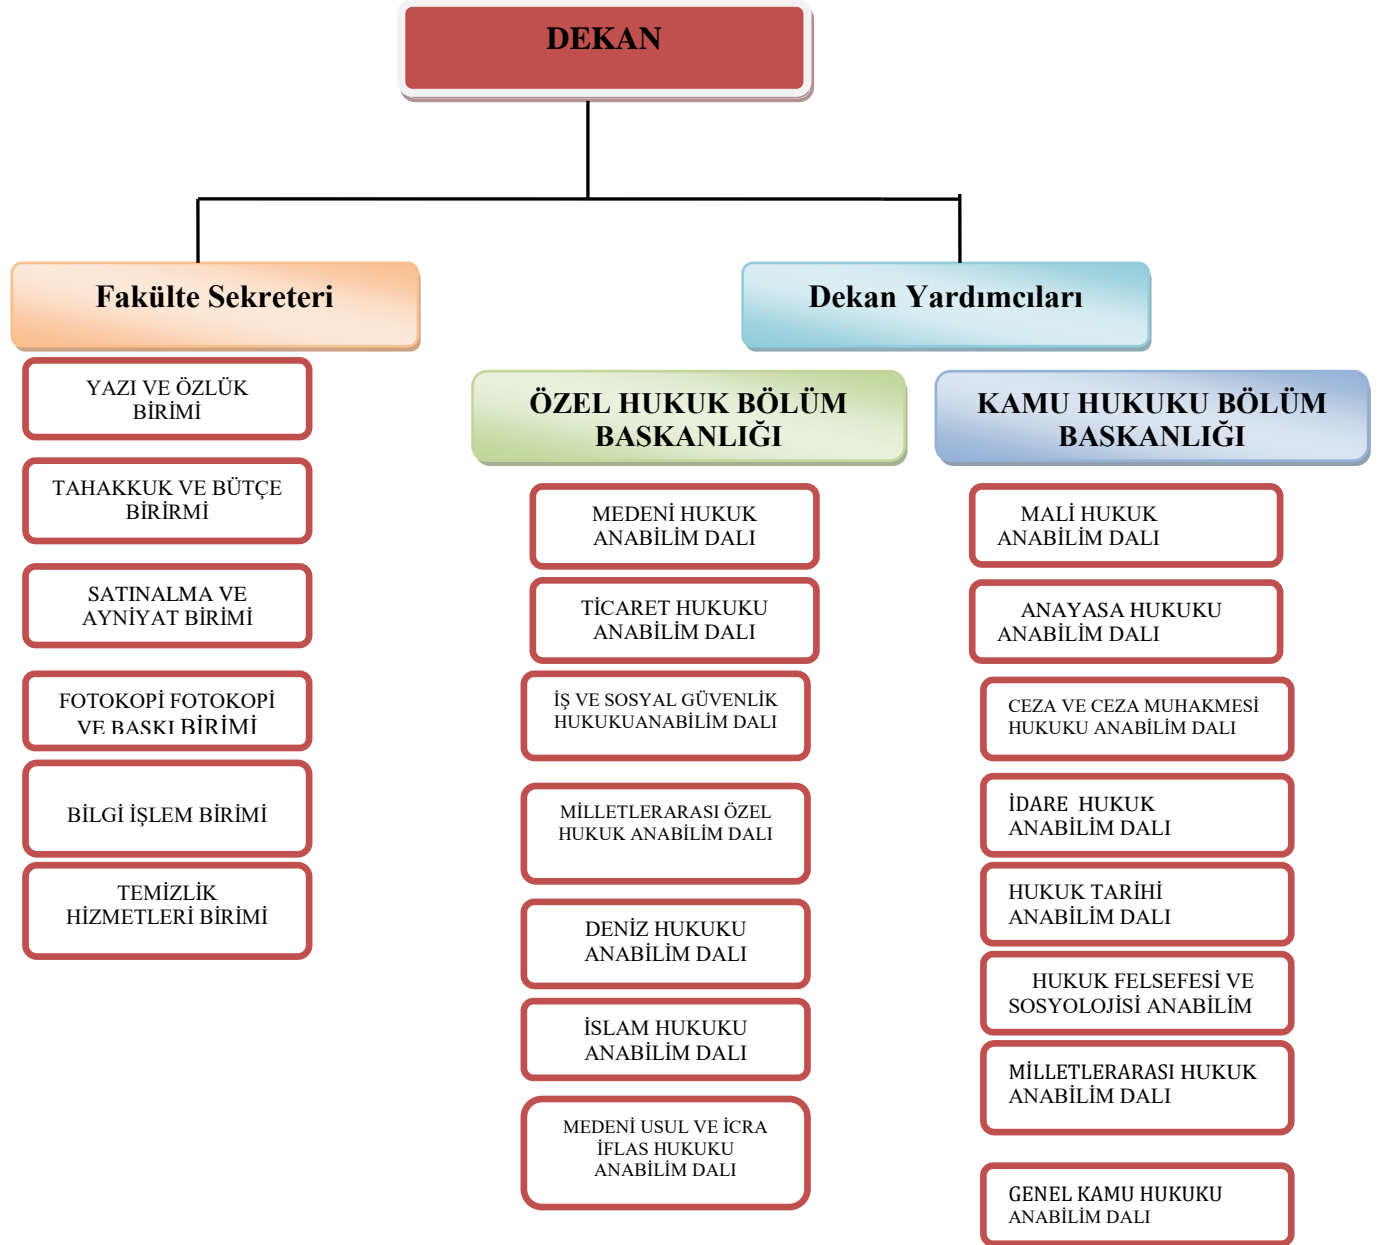 DEKAN
Fakülte Sekreteri
Dekan Yardımcıları
YAZI VE ÖZLÜK
BİRİMİ
TAHAKKUK VE BÜTÇE
BİRİRMİ
SATINALMA VE
AYNİYAT BİRİMİ
FOTOKOPİ FOTOKOPİ
VE BASKI BİRİMİ
BİLGİ İŞLEM BİRİMİ
TEMİZLİK
HİZMETLERİ BİRİMİ
ÖZEL HUKUK BÖLÜM
BASKANLIĞI
MEDENİ HUKUK
ANABİLİM DALI
TİCARET HUKUKU
ANABİLİM DALI
İŞ VE SOSYAL GÜVENLİK
HUKUKUANABİLİM DALI
MİLLETLERARASI ÖZEL
HUKUK ANABİLİM DALI
DENİZ HUKUKU
ANABİLİM DALI
İSLAM HUKUKU
ANABİLİM DALI
MEDENİ USUL VE İCRA
İFLAS HUKUKU
ANABİLİM DALI
KAMU HUKUKU BÖLÜM
BASKANLIĞI
MALİ HUKUK
ANABİLİM DALI
ANAYASA HUKUKU
ANABİLİM DALI
CEZA VE CEZA MUHAKMESİ
HUKUKU ANABİLİM DALI
İDARE HUKUK
ANABİLİM DALI
HUKUK TARİHİ
ANABİLİM DALI
HUKUK FELSEFESİ VE
SOSYOLOJİSİ ANABİLİM
MİLLETLERARASI HUKUK
ANABİLİM DALI
GENEL KAMU HUKUKU
ANABİLİM DALI